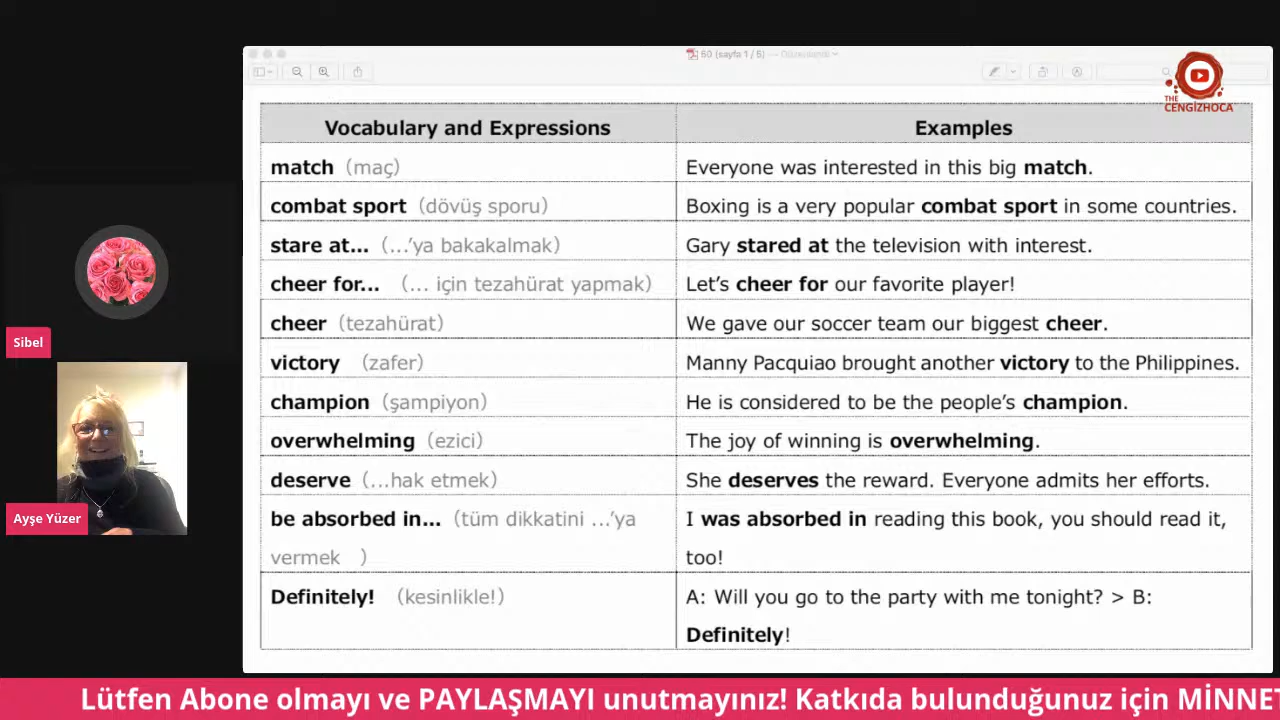 60 (sayfa 1 / 5)
THE
CENGİZHOCA
Vocabulary and Expressions Examples
match (maç) Everyone was interested in this big match.
combat sport (dövüş sporu) Boxing is a very popular combat sport in some countries.
stare at... (...'ya bakakalmak) Gary stared at the television with interest.
cheer for... (... için tezahürat yapmak) Let's cheer for our favorite player!
cheer (tezahürat) We gave our soccer team our biggest cheer.
victory (zafer) Manny Pacquiao brought another victory to the Philippines.
champion (şampiyon) He is considered to be the people's champion.
overwhelming (ezici) The joy of winning is overwhelming.
deserve (...hak etmek) She deserves the reward. Everyone admits her efforts.
be absorbed in... (tüm dikkatini ...'ya
vermek )
I was absorbed in reading this book, you should read it,
too!
Definitely! (kesinlikle!)
A: Will you go to the party with me tonight? > B:
Definitely!
Sibel
Ayşe Yüzer
Lütfen Abone olmayı ve PAYLAŞMAYI unutmayınız! Katkıda bulunduğunuz için MİNNE